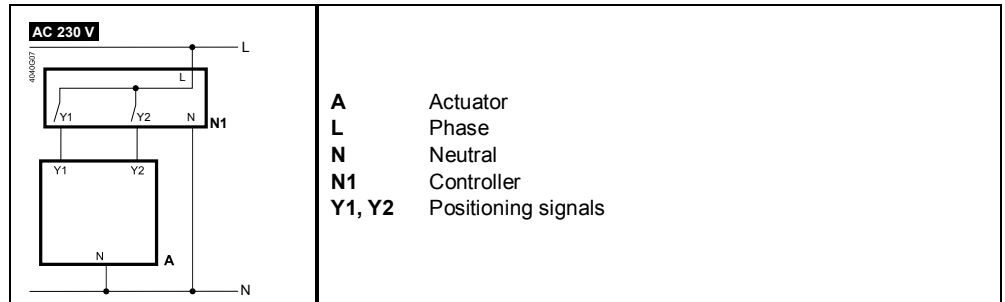 AC 230 V
L
4040G07
L
Y1 Y2 N
N1
Y1 Y2
N
A
N
A Actuator
L Phase
N Neutral
N1 Controller
Y1, Y2 Positioning signals